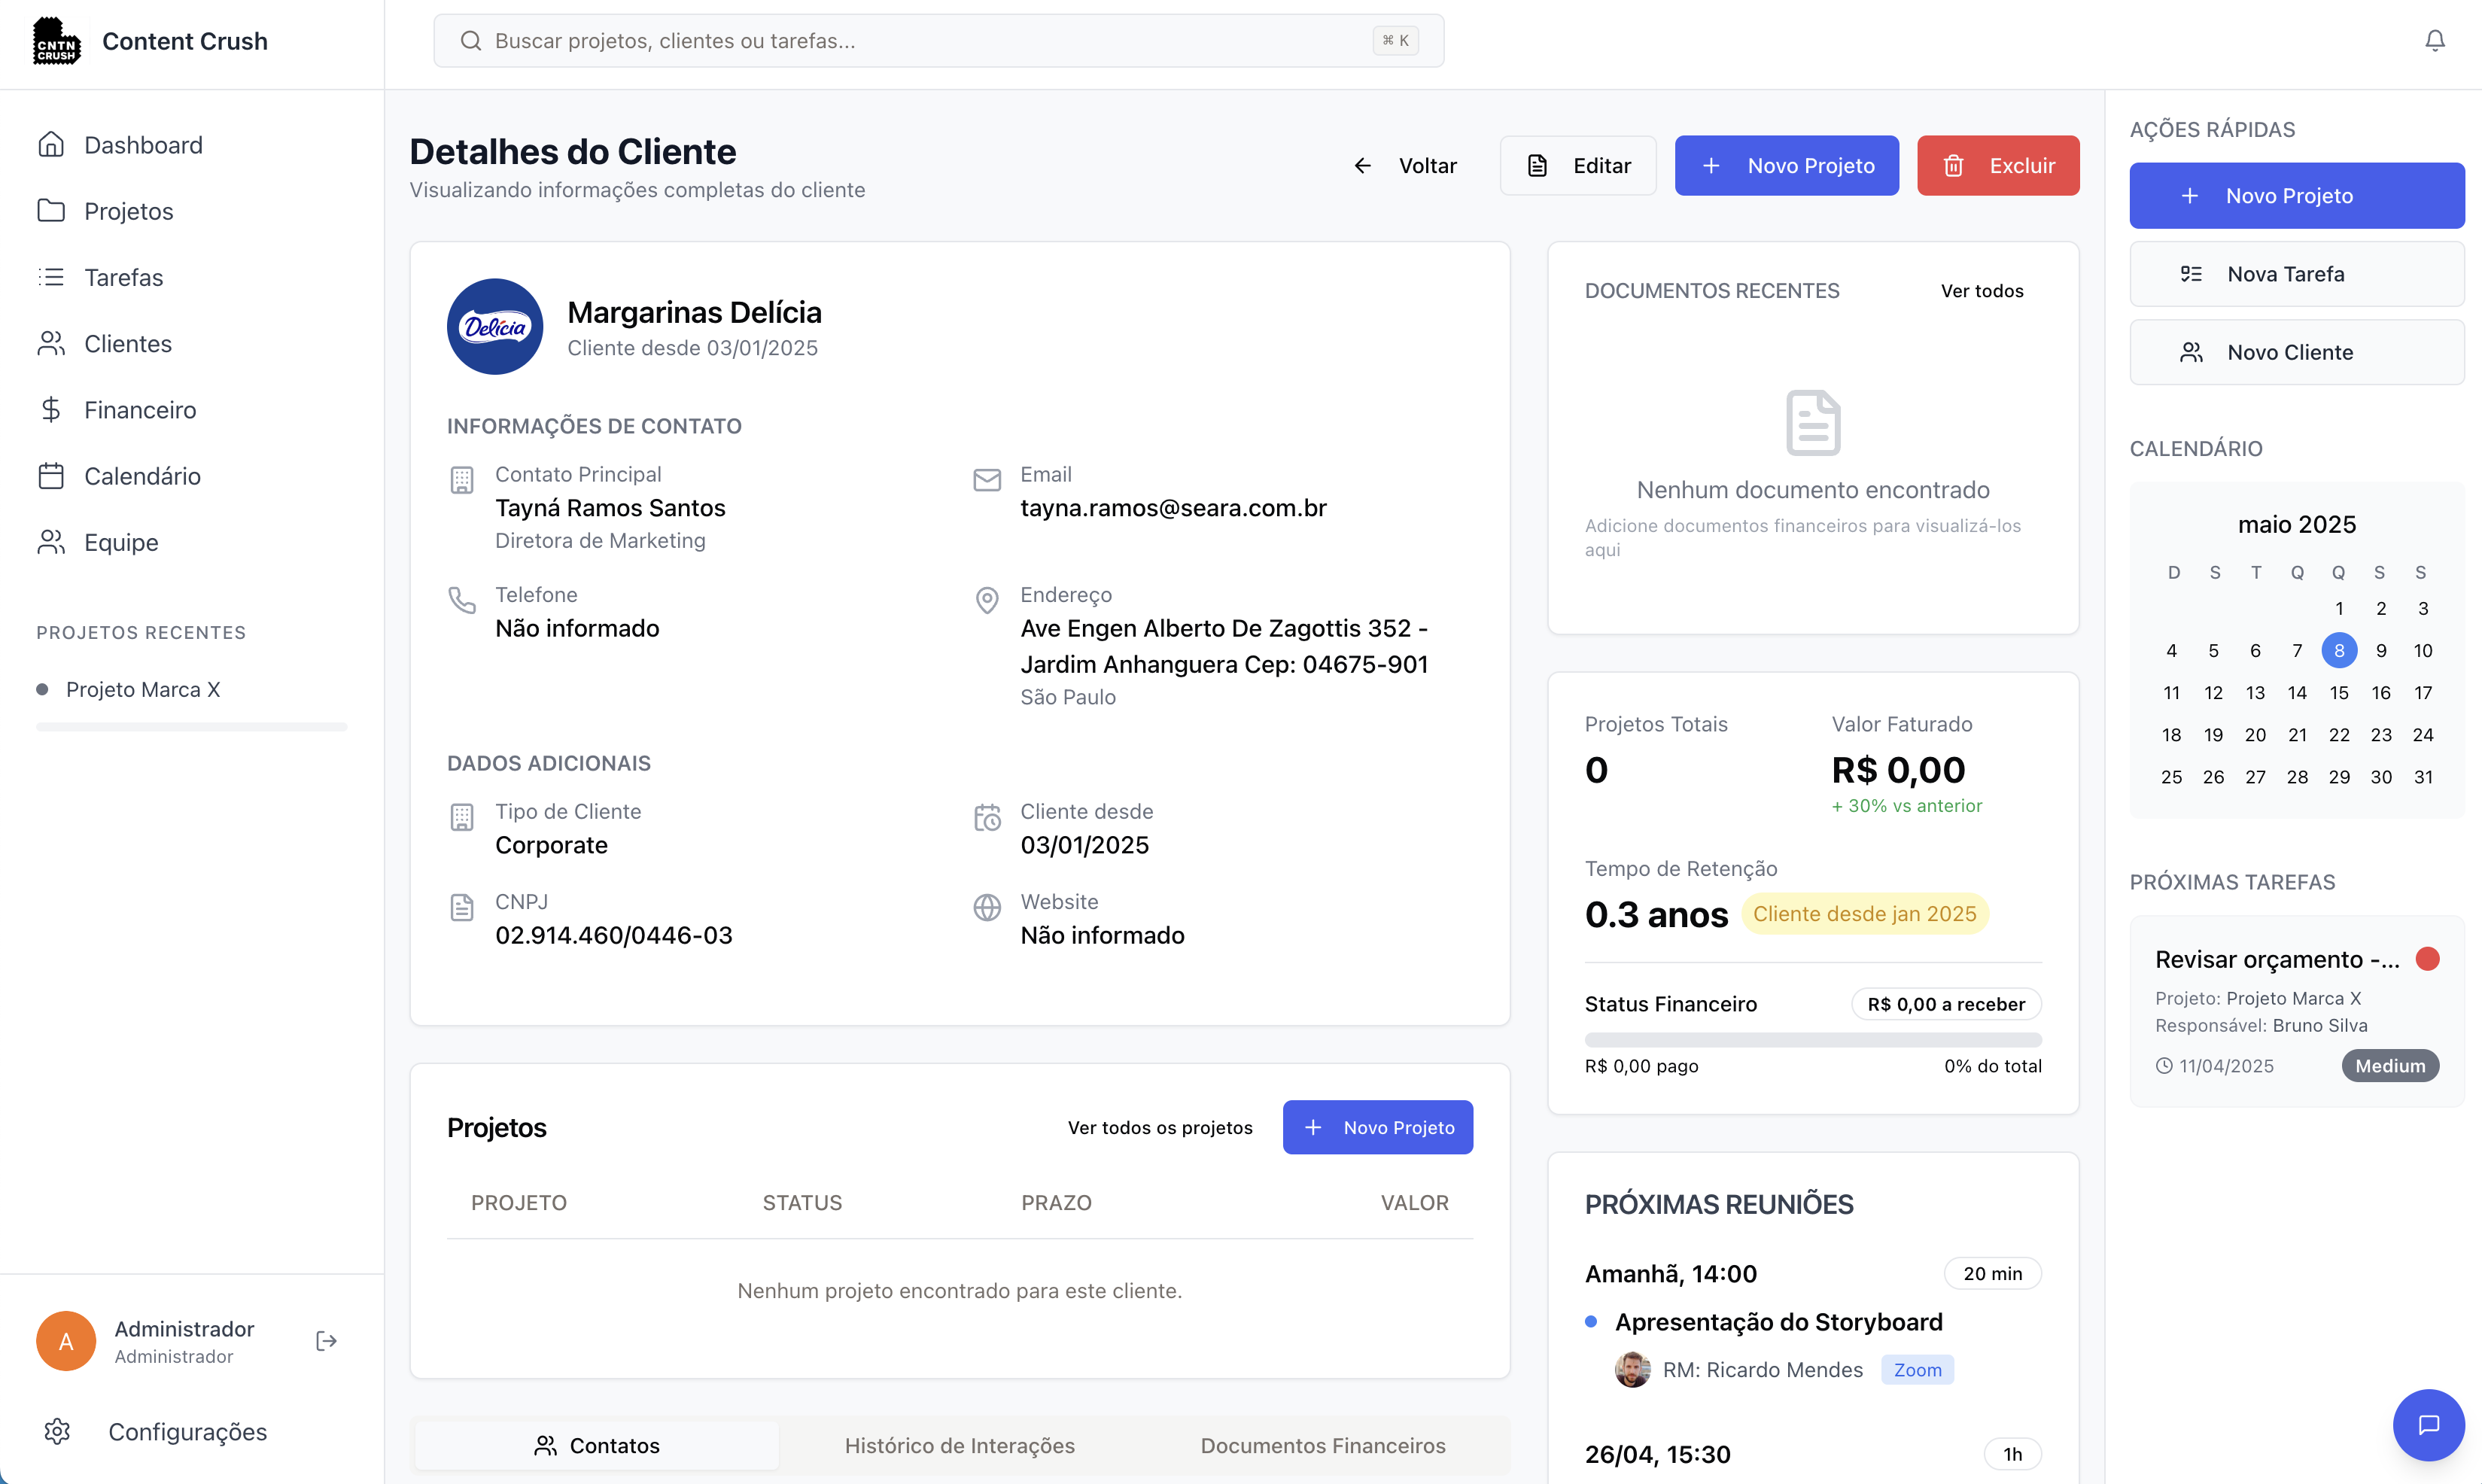 CNTN
CRUSH
Content Crush
Buscar projetos, clientes ou tarefas...
⌘ K
Dashboard
Projetos
Tarefas
Clientes
Financeiro
Calendário
Equipe
PROJETOS RECENTES
Projeto Marca X
A
Administrador
Administrador
Configurações
Detalhes do Cliente
Visualizando informações completas do cliente
Voltar
Editar
Novo Projeto
Excluir
Delícia
Margarinas Delícia
Cliente desde 03/01/2025
INFORMAÇÕES DE CONTATO
Contato Principal
Tayná Ramos Santos
Diretora de Marketing
Email
tayna.ramos@seara.com.br
Telefone
Não informado
Endereço
Ave Engen Alberto De Zagottis 352 -
Jardim Anhanguera Cep: 04675-901
São Paulo
DADOS ADICIONAIS
Tipo de Cliente
Corporate
Cliente desde
03/01/2025
CNPJ
02.914.460/0446-03
Website
Não informado
Projetos
Ver todos os projetos
Novo Projeto
PROJETO STATUS PRAZO VALOR
Nenhum projeto encontrado para este cliente.
Contatos
Histórico de Interações
Documentos Financeiros
DOCUMENTOS RECENTES
Ver todos
Nenhum documento encontrado
Adicione documentos financeiros para visualizá-los
aqui
Projetos Totais
0
Valor Faturado
R$ 0,00
+ 30% vs anterior
Tempo de Retenção
0.3 anos
Cliente desde jan 2025
Status Financeiro
R$ 0,00 a receber
R$ 0,00 pago
0% do total
PRÓXIMAS REUNIÕES
Amanhã, 14:00
20 min
Apresentação do Storyboard
RM: Ricardo Mendes
Zoom
26/04, 15:30
1h
AÇÕES RÁPIDAS
Novo Projeto
Nova Tarefa
Novo Cliente
CALENDÁRIO
maio 2025
D S T Q Q S S
1 2 3
4 5 6 7 8 9 10
11 12 13 14 15 16 17
18 19 20 21 22 23 24
25 26 27 28 29 30 31
PRÓXIMAS TAREFAS
Revisar orçamento -...
Projeto: Projeto Marca X
Responsável: Bruno Silva
11/04/2025
Medium